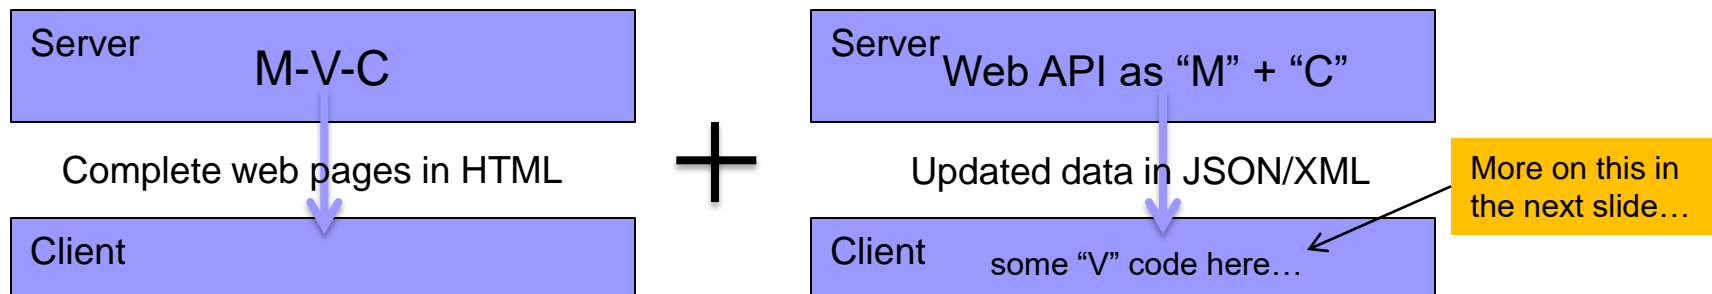 Server
M-V-C
Complete web pages in HTML
Client
+
Server
Web API as “M” + “C”
Updated data in JSON/XML
Client
some “V” code here…
More on this in
the next slide…